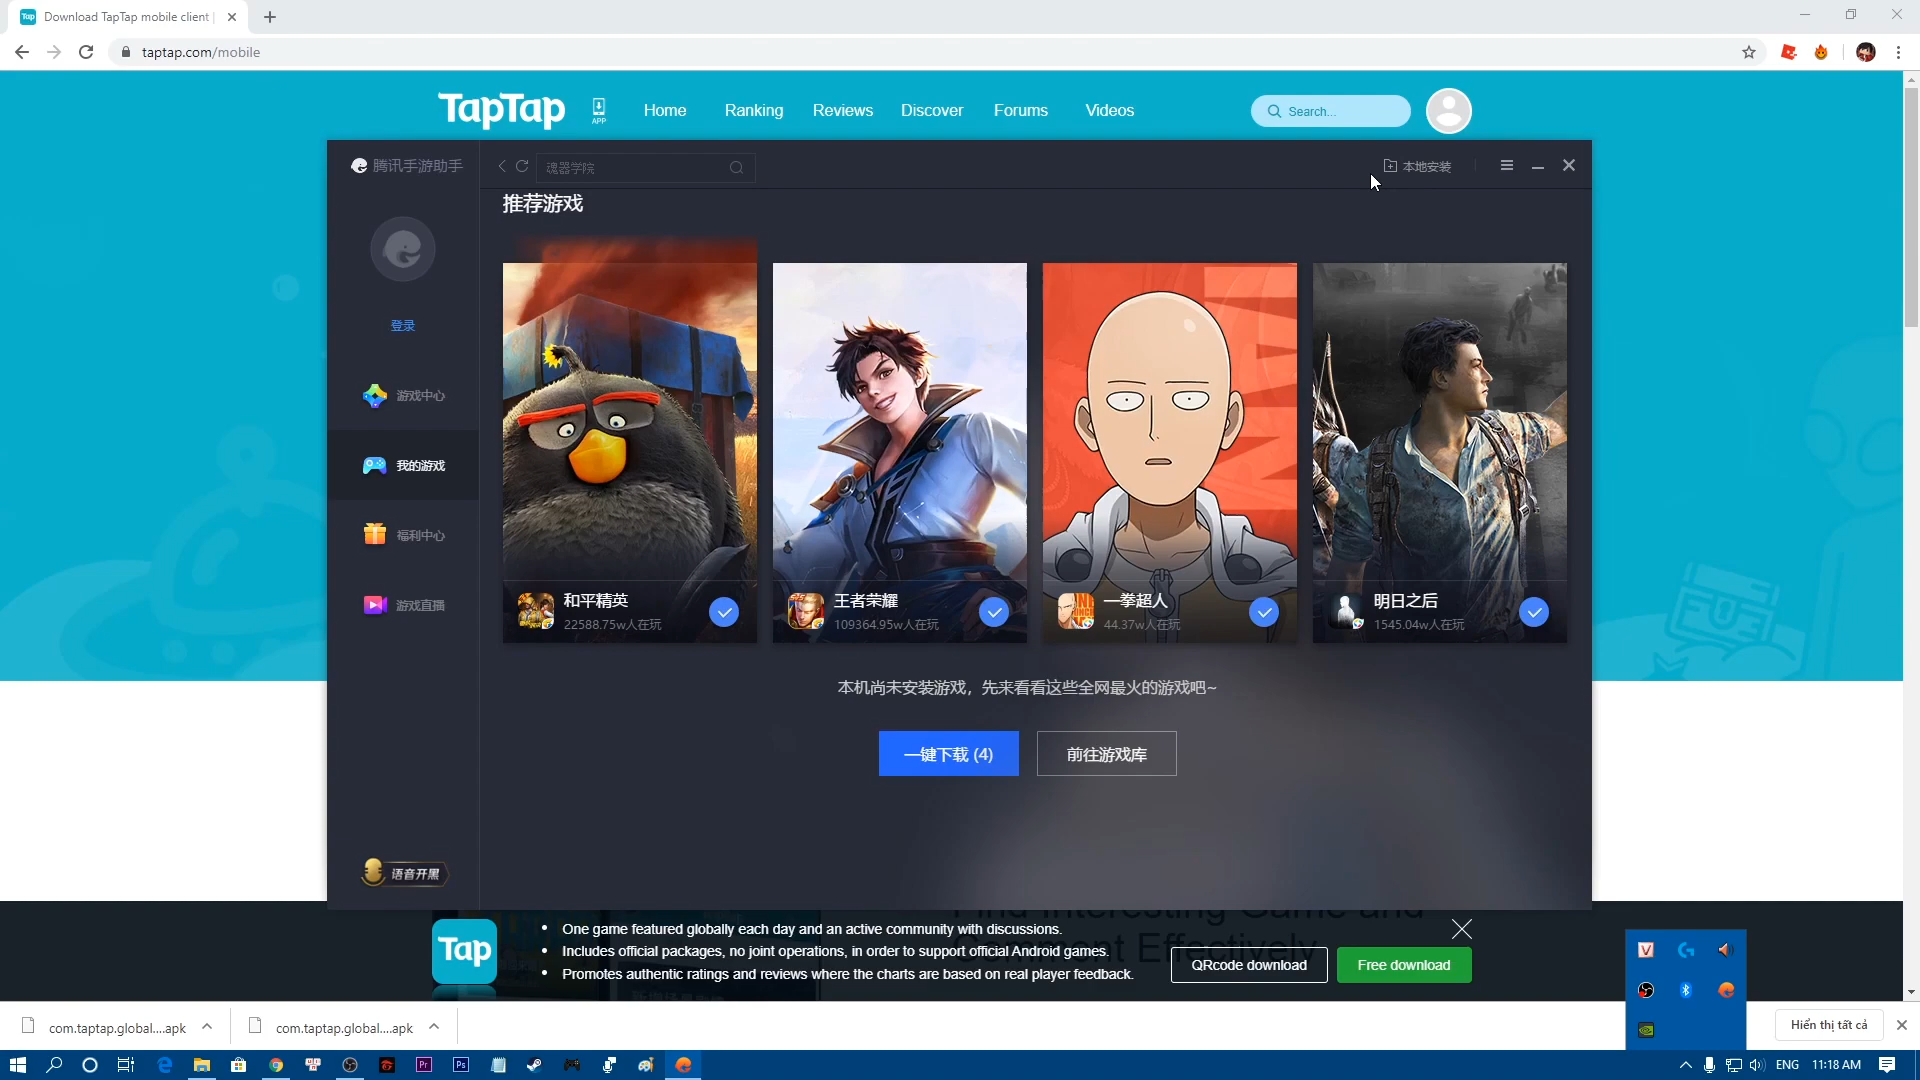 Download TapTap mobile client |
taptap.com/mobile
TapTap
APP
Home
Ranking
Reviews
Discover
Forums
Videos
Search...
腾讯手游助手
魂器学院
本地安装
推荐游戏
登录
游戏中心
我的游戏
福利中心
游戏直播
语音开黑
和平精英
22588.75w人在玩
王者荣耀
109364.95w人在玩
一拳超人
44.37w人在玩
明日之后
1545.04w人在玩
本机尚未安装游戏，先来看看这些全网最火的游戏吧~
一键下载 (4)
前往游戏库
Find Interesting Game and
Comment Effectively
Tap
• One game featured globally each day and an active community with discussions.
• Includes official packages, no joint operations, in order to support official Android games.
• Promotes authentic ratings and reviews where the charts are based on real player feedback.
QRcode download
Free download
com.taptap.global....apk
com.taptap.global....apk
Hiển thị tất cả
Pr
Ps
ENG
11:18 AM